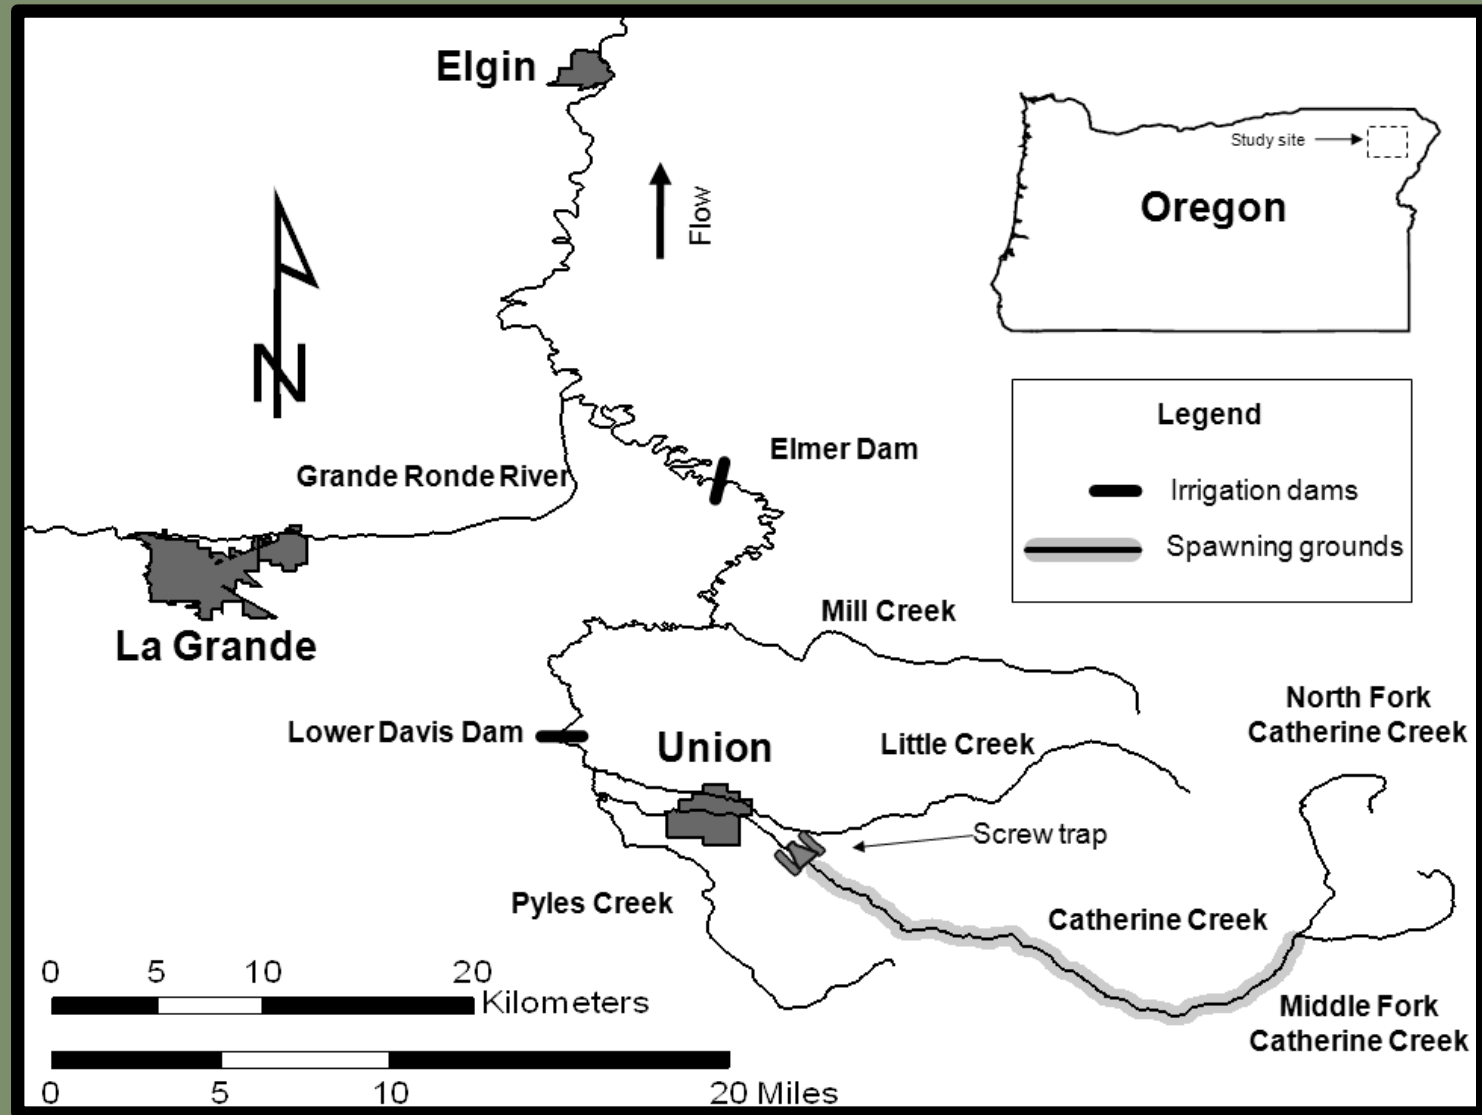 Elgin
Study site
Oregon
Flow
N
Legend
Irrigation dams
Spawning grounds
Elmer Dam
Grande Ronde River
La Grande
Mill Creek
North Fork
Catherine Creek
Lower Davis Dam
Union
Little Creek
Screw trap
Pyles Creek
Catherine Creek
Middle Fork
Catherine Creek
0 5 10 20
Kilometers
0 5 10 20 Miles